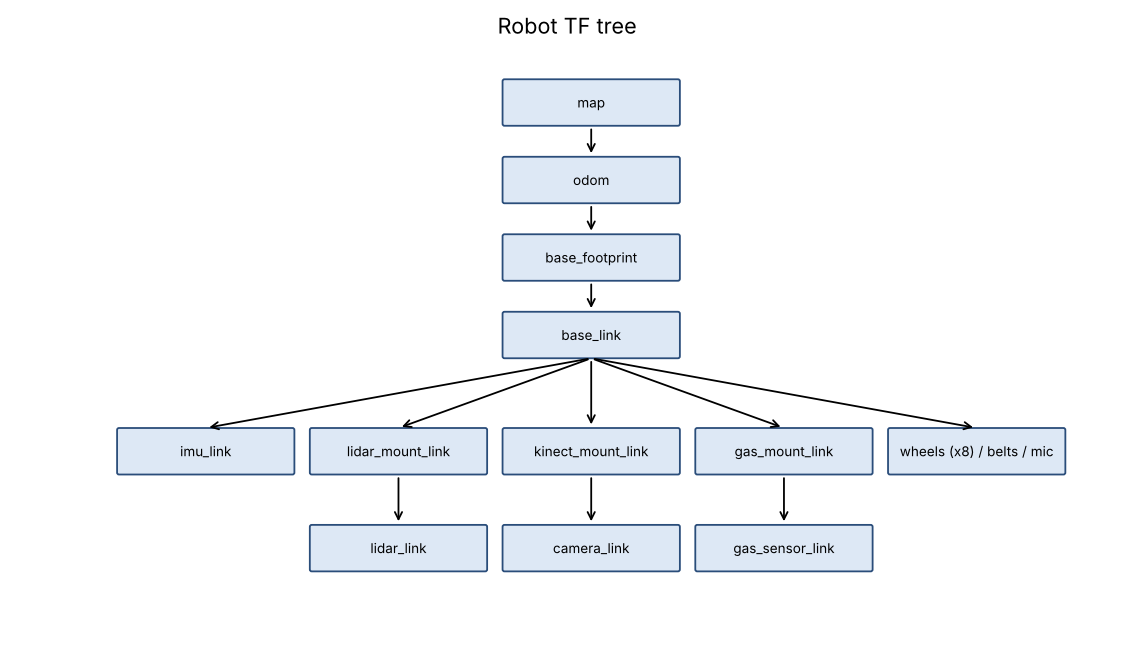 Robot TF tree
map
odom
base_footprint
base_link
imu_link
lidar_mount_link
kinect_mount_link
gas_mount_link
wheels (x8) / belts / mic
lidar_link
camera_link
gas_sensor_link